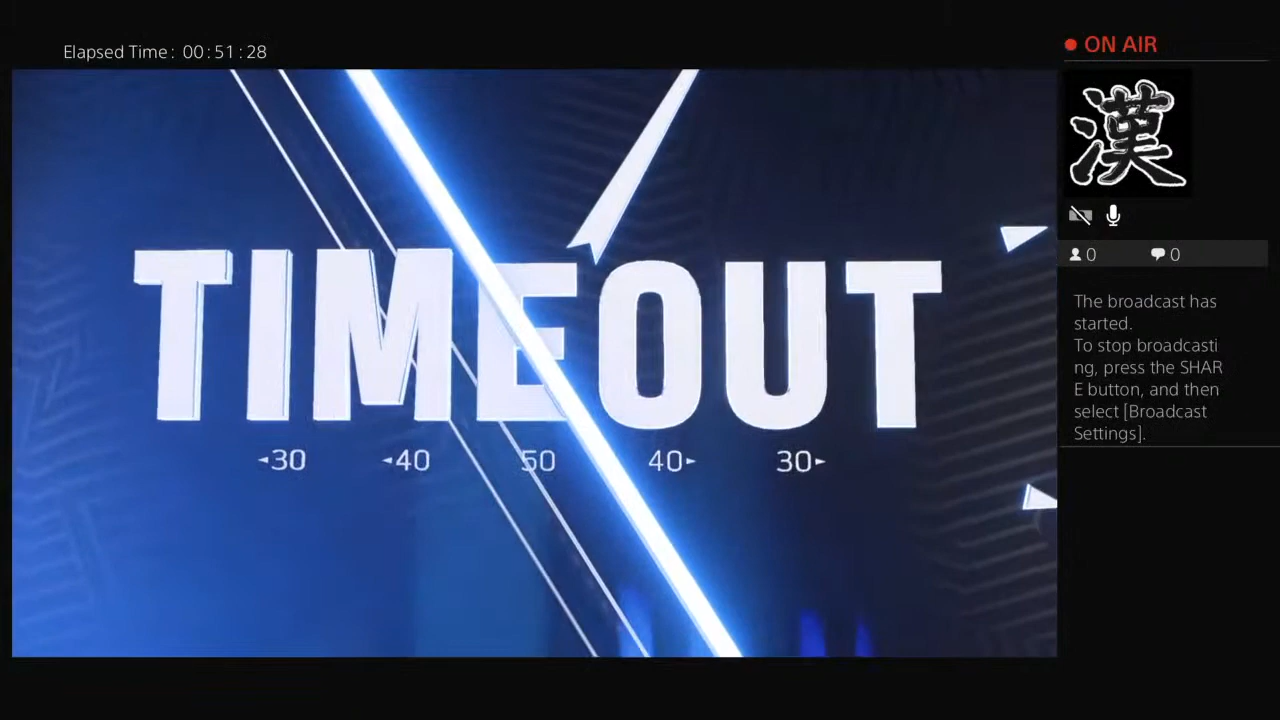 Elapsed Time: 00:51:28
ON AIR
漢
0 0
TIMEOUT
◄30 ◄40 50 40► 30►
The broadcast has
started.
To stop broadcasti
ng, press the SHAR
E button, and then
select [Broadcast
Settings].